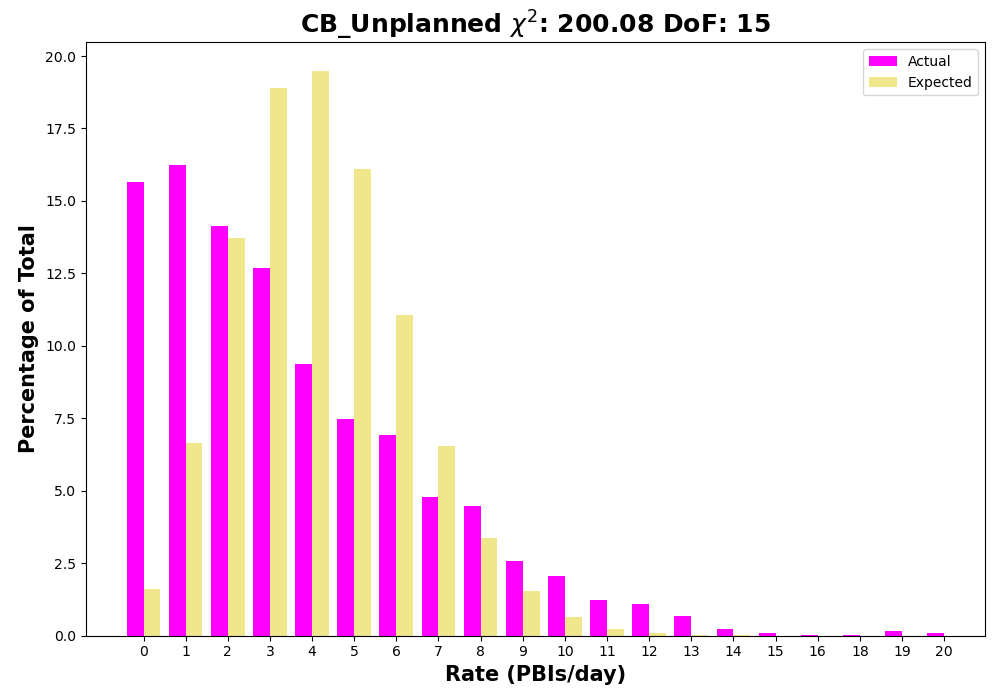 CB_Unplanned χ²: 200.08 DoF: 15
Actual
Expected
20.0
17.5
15.0
12.5
10.0
7.5
5.0
2.5
0.0
Percentage of Total
0 1 2 3 4 5 6 7 8 9 10 11 12 13 14 15 16 18 19 20
Rate (PBIs/day)